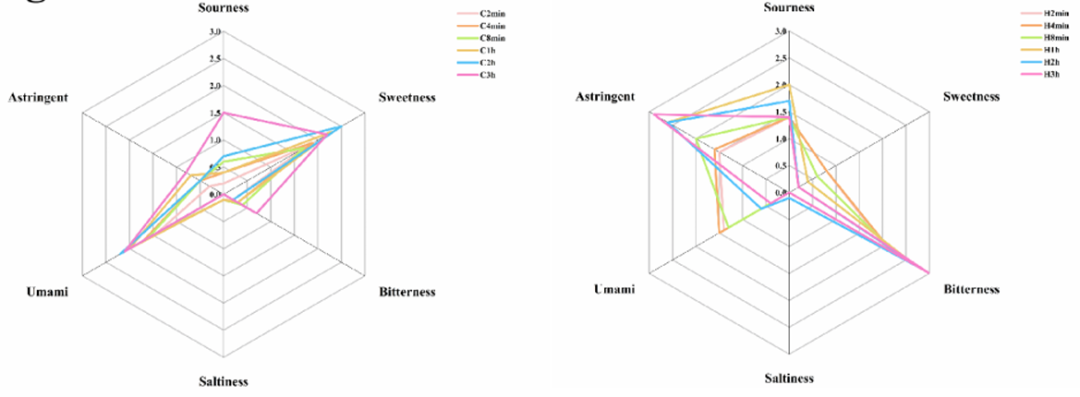 Sourness
3.0
2.5
2.0
1.5
1.0
0.5
0.0
Astringent
Sweetness
Umami
Bitterness
Saltiness
C2min
C4min
C8min
C1h
C2h
C3h
Sourness
3.0
2.5
2.0
1.5
1.0
0.5
0.0
Astringent
Sweetness
Umami
Bitterness
Saltiness
H2min
H4min
H8min
H1h
H2h
H3h